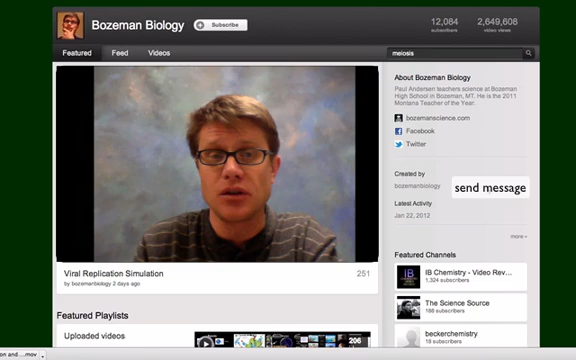 Bozeman Biology
Subscribe
12,084
subscribers
2,649,608
video views
Featured Feed Videos
meiosis
About Bozeman Biology
Paul Andersen teachers science at Bozeman
High School in Bozeman, MT. He is the 2011
Montana Teacher of the Year.
bozemanscience.com
Facebook
Twitter
Created by
bozemanbiology
send message
Latest Activity
Jan 22, 2012
more
Viral Replication Simulation 251
by bozemanbiology 2 days ago
Featured Channels
IB Chemistry - Video Rev...
1,324 subscribers
The Science Source
188 subscribers
beckerchemistry
18 subscribers
Featured Playlists
Uploaded videos
206
on and....mov